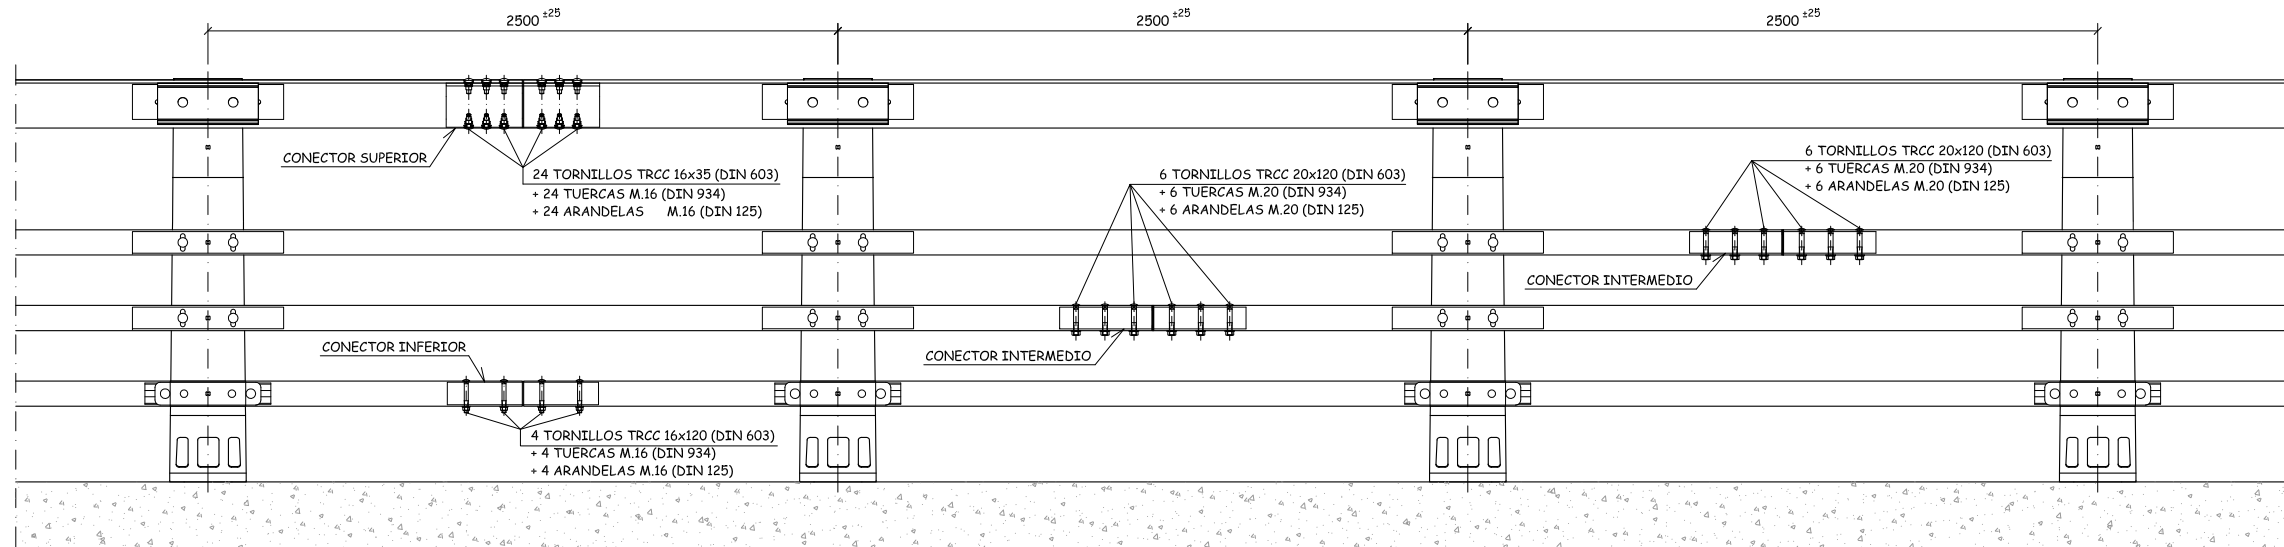 2500 ±25
2500 ±25
2500 ±25
CONECTOR SUPERIOR
24 TORNILLOS TRCC 16x35 (DIN 603)
+ 24 TUERCAS M.16 (DIN 934)
+ 24 ARANDELAS M.16 (DIN 125)
6 TORNILLOS TRCC 20x120 (DIN 603)
+ 6 TUERCAS M.20 (DIN 934)
+ 6 ARANDELAS M.20 (DIN 125)
6 TORNILLOS TRCC 20x120 (DIN 603)
+ 6 TUERCAS M.20 (DIN 934)
+ 6 ARANDELAS M.20 (DIN 125)
CONECTOR INTERMEDIO
CONECTOR INFERIOR
CONECTOR INTERMEDIO
4 TORNILLOS TRCC 16x120 (DIN 603)
+ 4 TUERCAS M.16 (DIN 934)
+ 4 ARANDELAS M.16 (DIN 125)